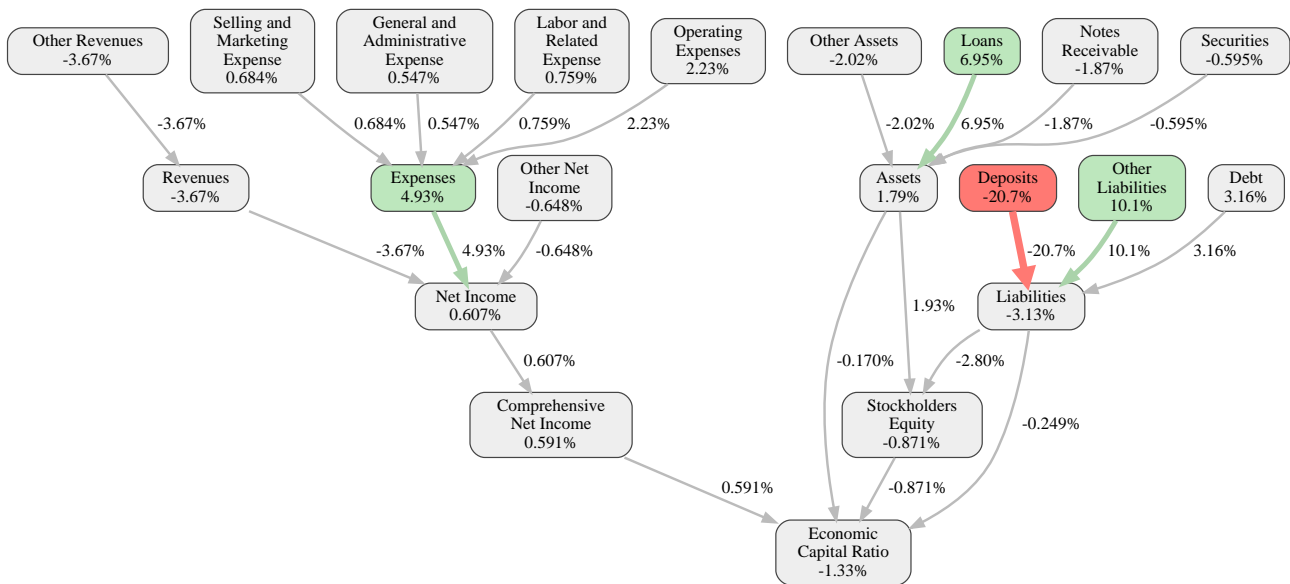 Other Revenues
-3.67%
Selling and
Marketing
Expense
0.684%
General and
Administrative
Expense
0.547%
Labor and
Related
Expense
0.759%
Operating
Expenses
2.23%
Other Assets
-2.02%
Loans
6.95%
Notes
Receivable
-1.87%
Securities
-0.595%
-3.67%
0.684%
0.547%
0.759%
2.23%
-2.02%
6.95%
-1.87%
-0.595%
Revenues
-3.67%
Expenses
4.93%
Other Net
Income
-0.648%
Assets
1.79%
Deposits
-20.7%
Other
Liabilities
10.1%
Debt
3.16%
-3.67%
4.93%
-0.648%
-20.7%
10.1%
3.16%
Net Income
0.607%
1.93%
Liabilities
-3.13%
0.607%
-0.170%
-2.80%
Comprehensive
Net Income
0.591%
Stockholders
Equity
-0.871%
-0.249%
0.591%
-0.871%
Economic
Capital Ratio
-1.33%